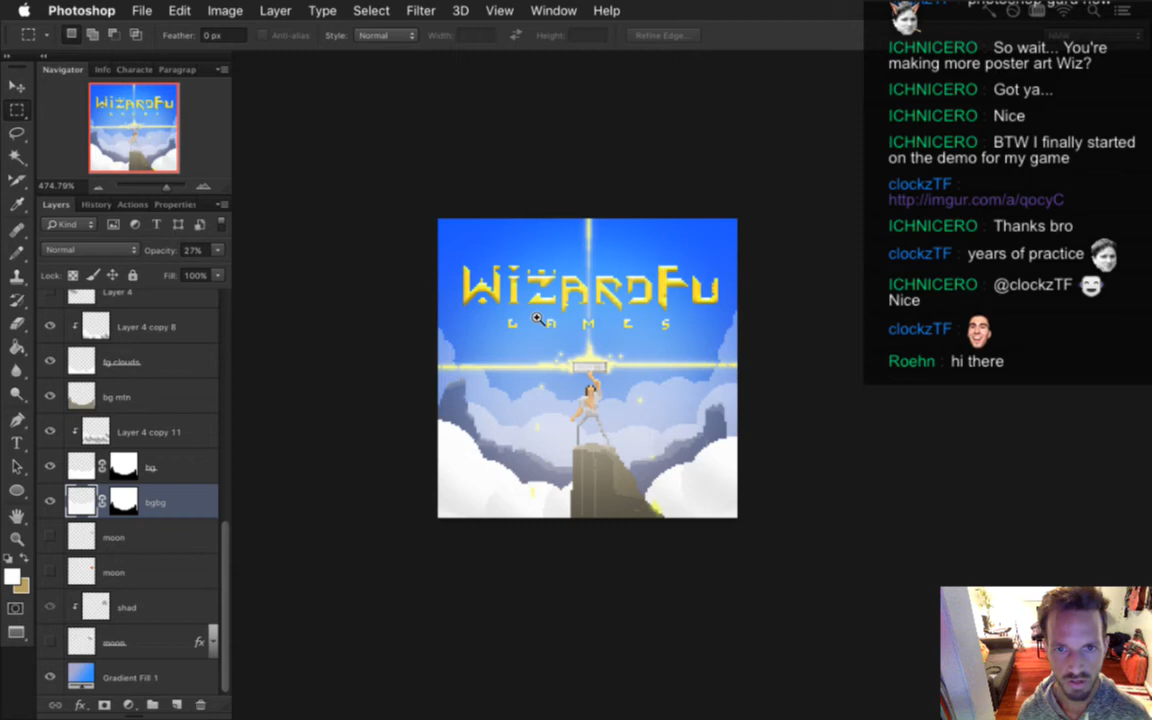 Photoshop File Edit Image Layer Type Select Filter 3D View Window Help
Feather: 0 px Anti-alias Style: Normal Width: Height: Refine Edge...
Navigator Info Characte Paragrap
WizardFu
474.79%
Layers History Actions Properties
Kind
Normal Opacity: 27%
Lock: Fill: 100%
Layer 4
Layer 4 copy 8
fg clouds
bg mtn
Layer 4 copy 11
bg
bgbg
moon
moon
shad
moon
fx
Gradient Fill 1
fx
WizardFu
GAMES
ICHNICERO : So wait... You're
making more poster art Wiz?
ICHNICERO : Got ya...
ICHNICERO : Nice
ICHNICERO : BTW I finally started
on the demo for my game
clockzTF :
http://imgur.com/a/qocyC
ICHNICERO : Thanks bro
clockzTF : years of practice
ICHNICERO : @clockzTF
Nice
clockzTF :
Roehn : hi there